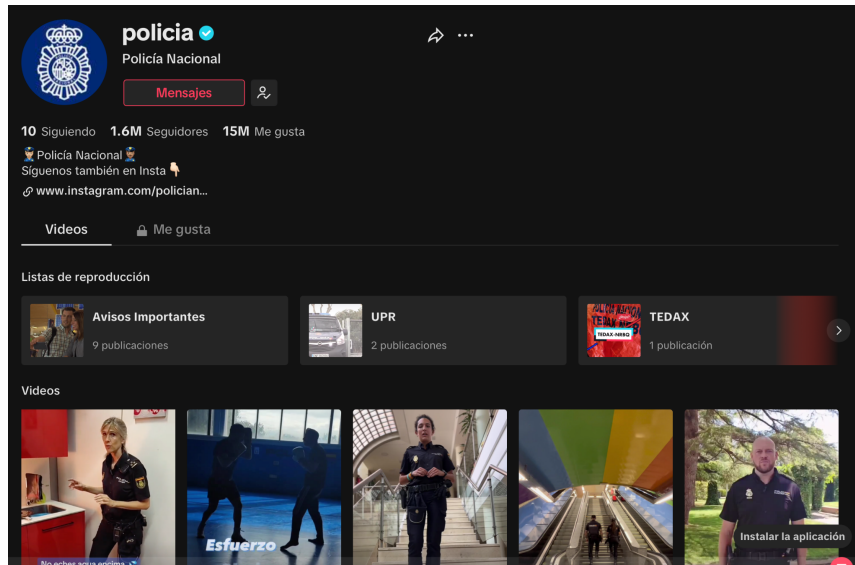 policia
Policía Nacional
Mensajes
10 Siguiendo 1.6M Seguidores 15M Me gusta
Policía Nacional
Síguenos también en Insta
www.instagram.com/polician...
Videos Me gusta
Listas de reproducción
Avisos Importantes
9 publicaciones
UPR
2 publicaciones
TEDAX
1 publicación
TEDAX-NRBQ
Videos
Esfuerzo
Instalar la aplicación
No eches agua encima